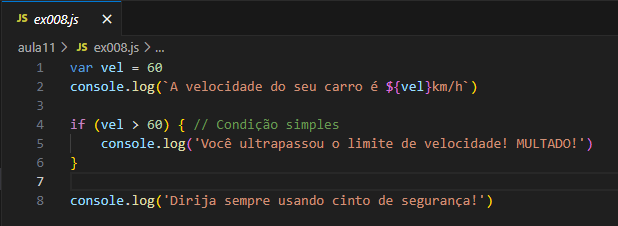 JS ex008.js ×
aula11 > JS ex008.js > ...
1 var vel = 60
2 console.log(`A velocidade do seu carro é ${vel}km/h`)
3
4 if (vel > 60) { // Condição simples
5     console.log('Você ultrapassou o limite de velocidade! MULTADO!')
6 }
7
8 console.log('Dirija sempre usando cinto de segurança!')